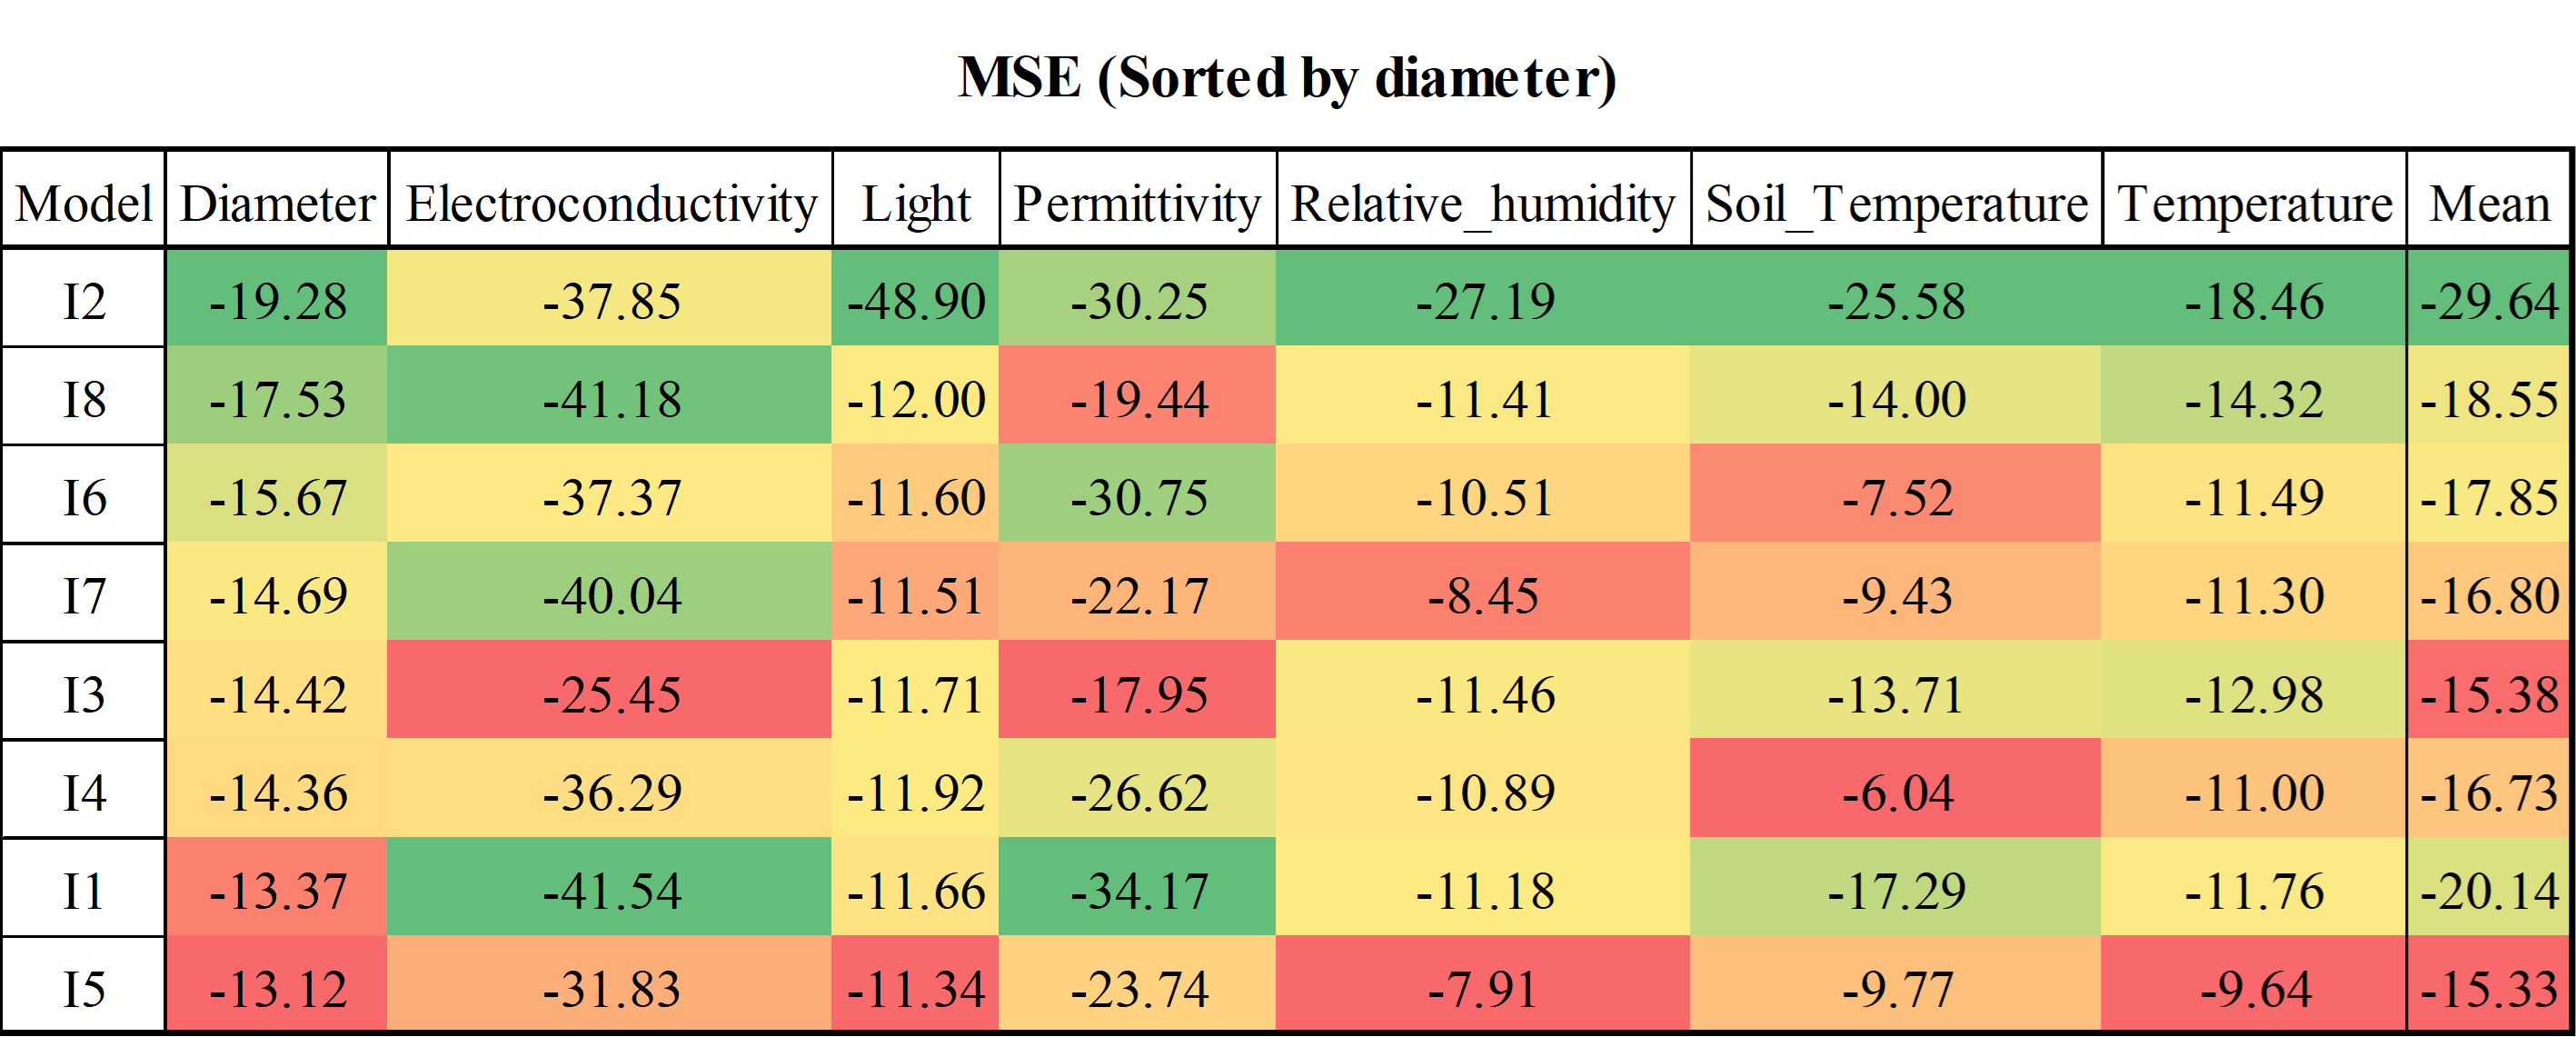 MSE (Sorted by diameter)
Model Diameter Electroconductivity Light Permittivity Relative_humidity Soil_Temperature Temperature Mean
I2 -19.28 -37.85 -48.90 -30.25 -27.19 -25.58 -18.46 -29.64
I8 -17.53 -41.18 -12.00 -19.44 -11.41 -14.00 -14.32 -18.55
I6 -15.67 -37.37 -11.60 -30.75 -10.51 -7.52 -11.49 -17.85
I7 -14.69 -40.04 -11.51 -22.17 -8.45 -9.43 -11.30 -16.80
I3 -14.42 -25.45 -11.71 -17.95 -11.46 -13.71 -12.98 -15.38
I4 -14.36 -36.29 -11.92 -26.62 -10.89 -6.04 -11.00 -16.73
I1 -13.37 -41.54 -11.66 -34.17 -11.18 -17.29 -11.76 -20.14
I5 -13.12 -31.83 -11.34 -23.74 -7.91 -9.77 -9.64 -15.33